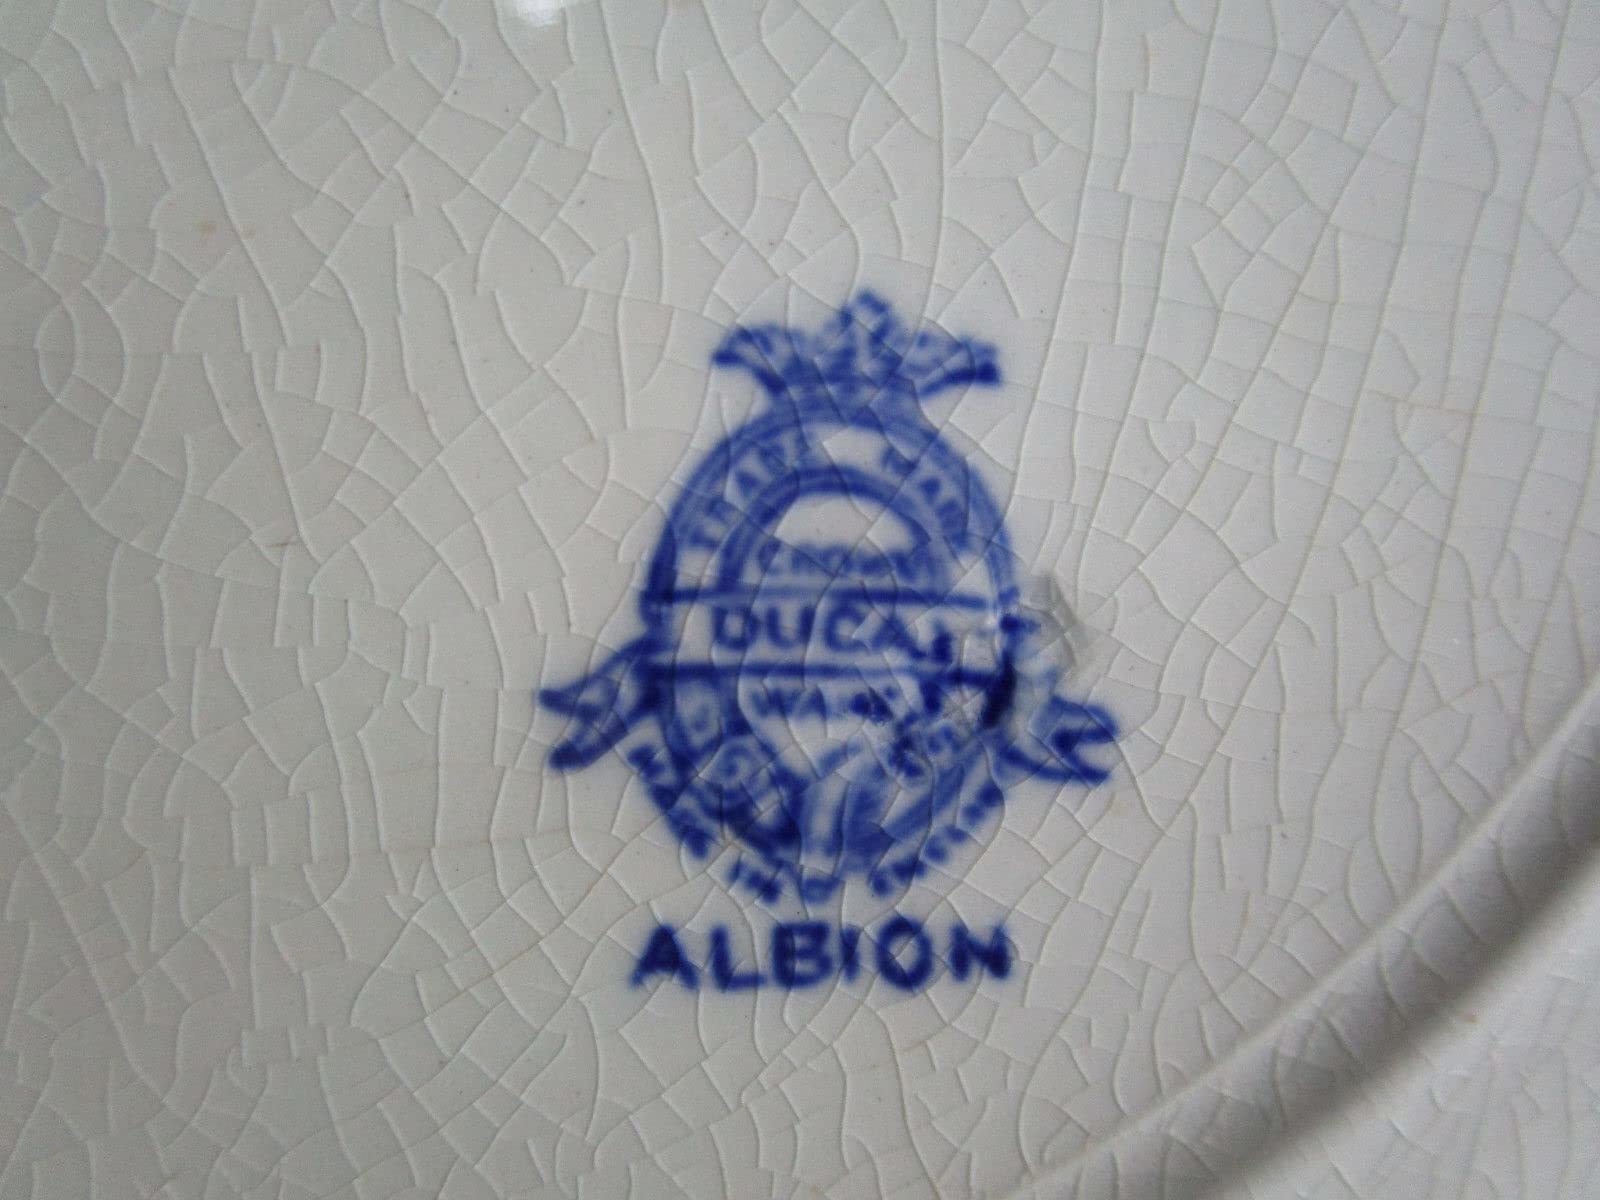 TRADE MARK
CROWN
DUCAL
WARE
MADE IN ENGLAND
ALBION